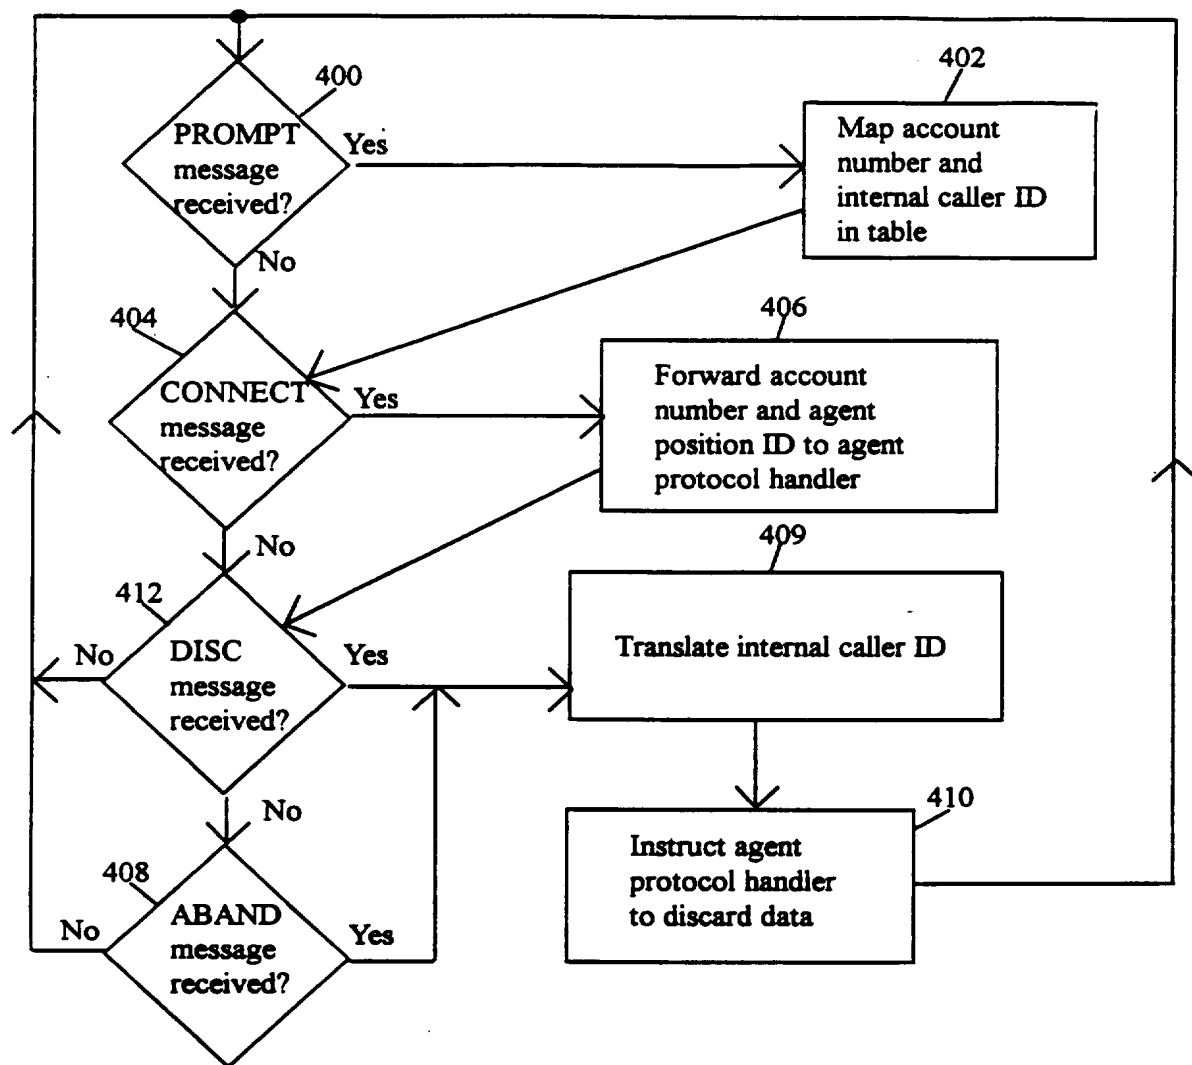 400
PROMPT
message
received?
Yes
No
402
Map account
number and
internal caller ID
in table
404
CONNECT
message
received?
Yes
No
406
Forward account
number and agent
position ID to agent
protocol handler
412
No
DISC
message
received?
Yes
No
409
Translate internal caller ID
410
Instruct agent
protocol handler
to discard data
408
No
ABAND
message
received?
Yes